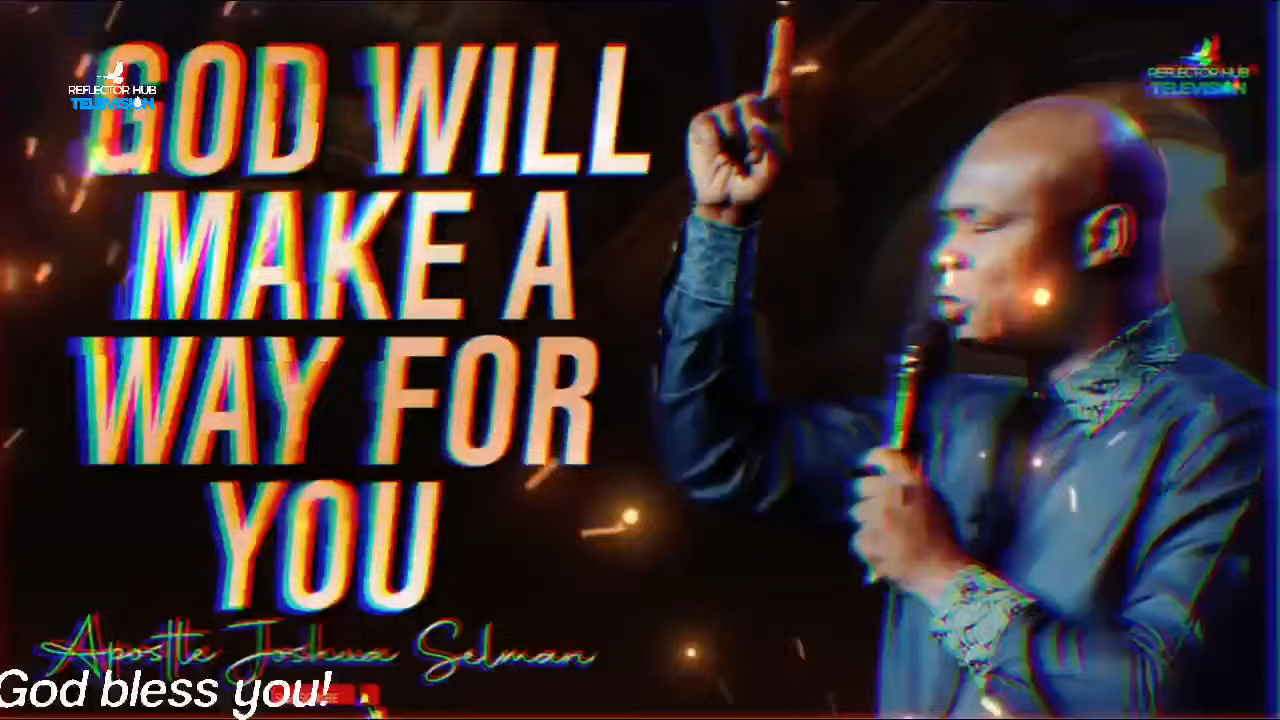 GOD WILL
REFLECTOR HUB
TELEVISION
REFLECTOR HUB
TELEVISION
MAKE A
WAY FOR
YOU
Apostle Joshua Selman
God bless you!